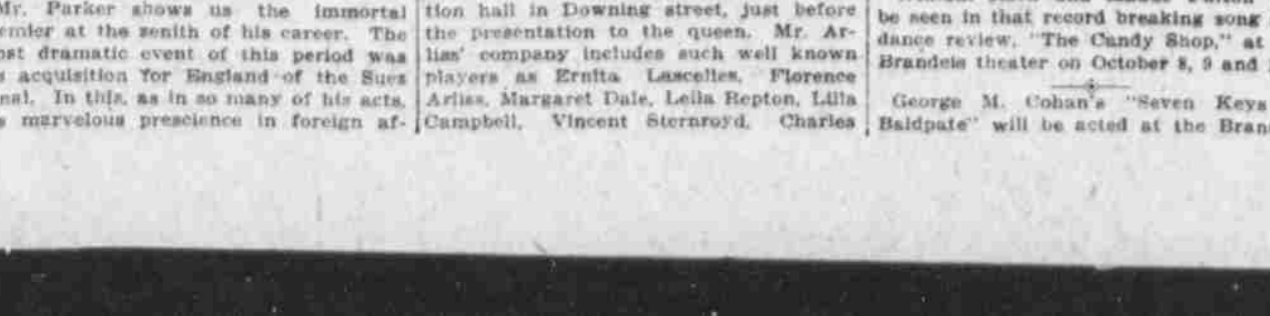 Mr. Parker shows us the immortal
emier at the zenith of his career. The
ost dramatic event of this period was
s acquisition for England of the Suez
nal. In this, as in so many of his acts,
s marvelous prescience in foreign af-
tion hall in Downing street, just before
the presentation to the queen. Mr. Ar-
liss' company includes such well known
players as Ernita Lascelles, Florence
Arliss, Margaret Dale, Leila Repton, Lilla
Campbell, Vincent Sternroyd, Charles
be seen in that record breaking song
dance review, "The Candy Shop," at
Brandeis theater on October 8, 9 and
George M. Cohan's "Seven Keys
Baldpate" will be acted at the Bran